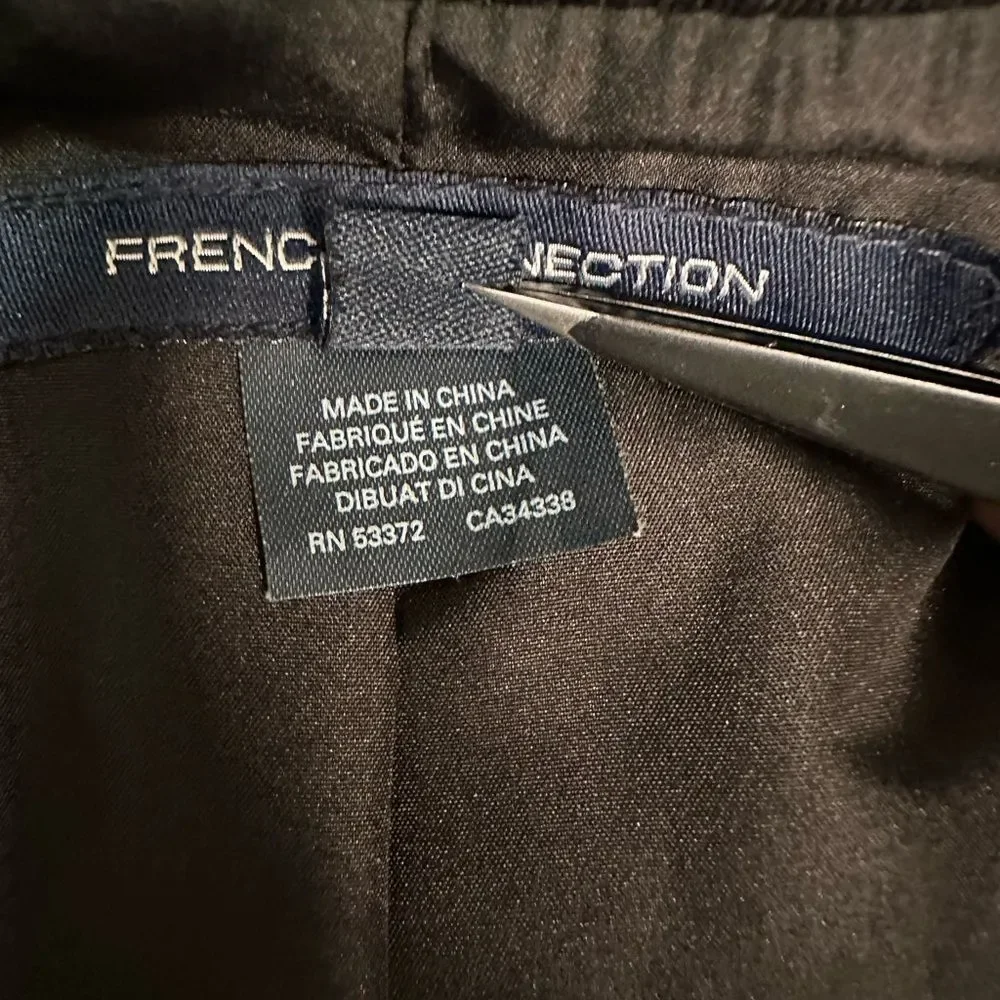 FRENC NECTION
MADE IN CHINA
FABRIQUÉ EN CHINE
FABRICADO EN CHINA
DIBUAT DI CINA
RN 53372 CA34338